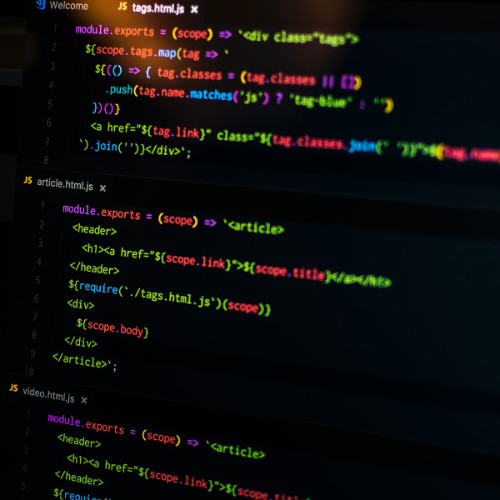 Welcome JS tags.html.js ×
1 module.exports = (scope) => `<div class="tags">
2 ${scope.tags.map(tag => `
3 ${(() => { tag.classes = (tag.classes || [])
4 .push(tag.name.matches('js') ? 'tag-blue' : '')
5 })()}
6 <a href="${tag.link}" class="${tag.classes.join(' ')}">${tag.name
7 `).join('')}</div>`;
8
JS article.html.js ×
1 module.exports = (scope) => `<article>
2 <header>
3 <h1><a href="${scope.link}">${scope.title}</a></h1>
4 </header>
5 ${require('./tags.html.js')(scope)}
6 <div>
7 ${scope.body}
8 </div>
9 </article>`;
10
JS video.html.js ×
1 module.exports = (scope) => `<article>
2 <header>
3 <h1><a href="${scope.link}">${scope.title
4 </header>
5